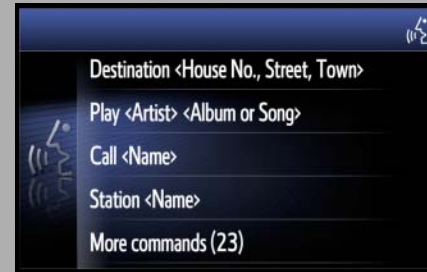 Destination <House No., Street, Town>
Play <Artist> <Album or Song>
Call <Name>
Station <Name>
More commands (23)